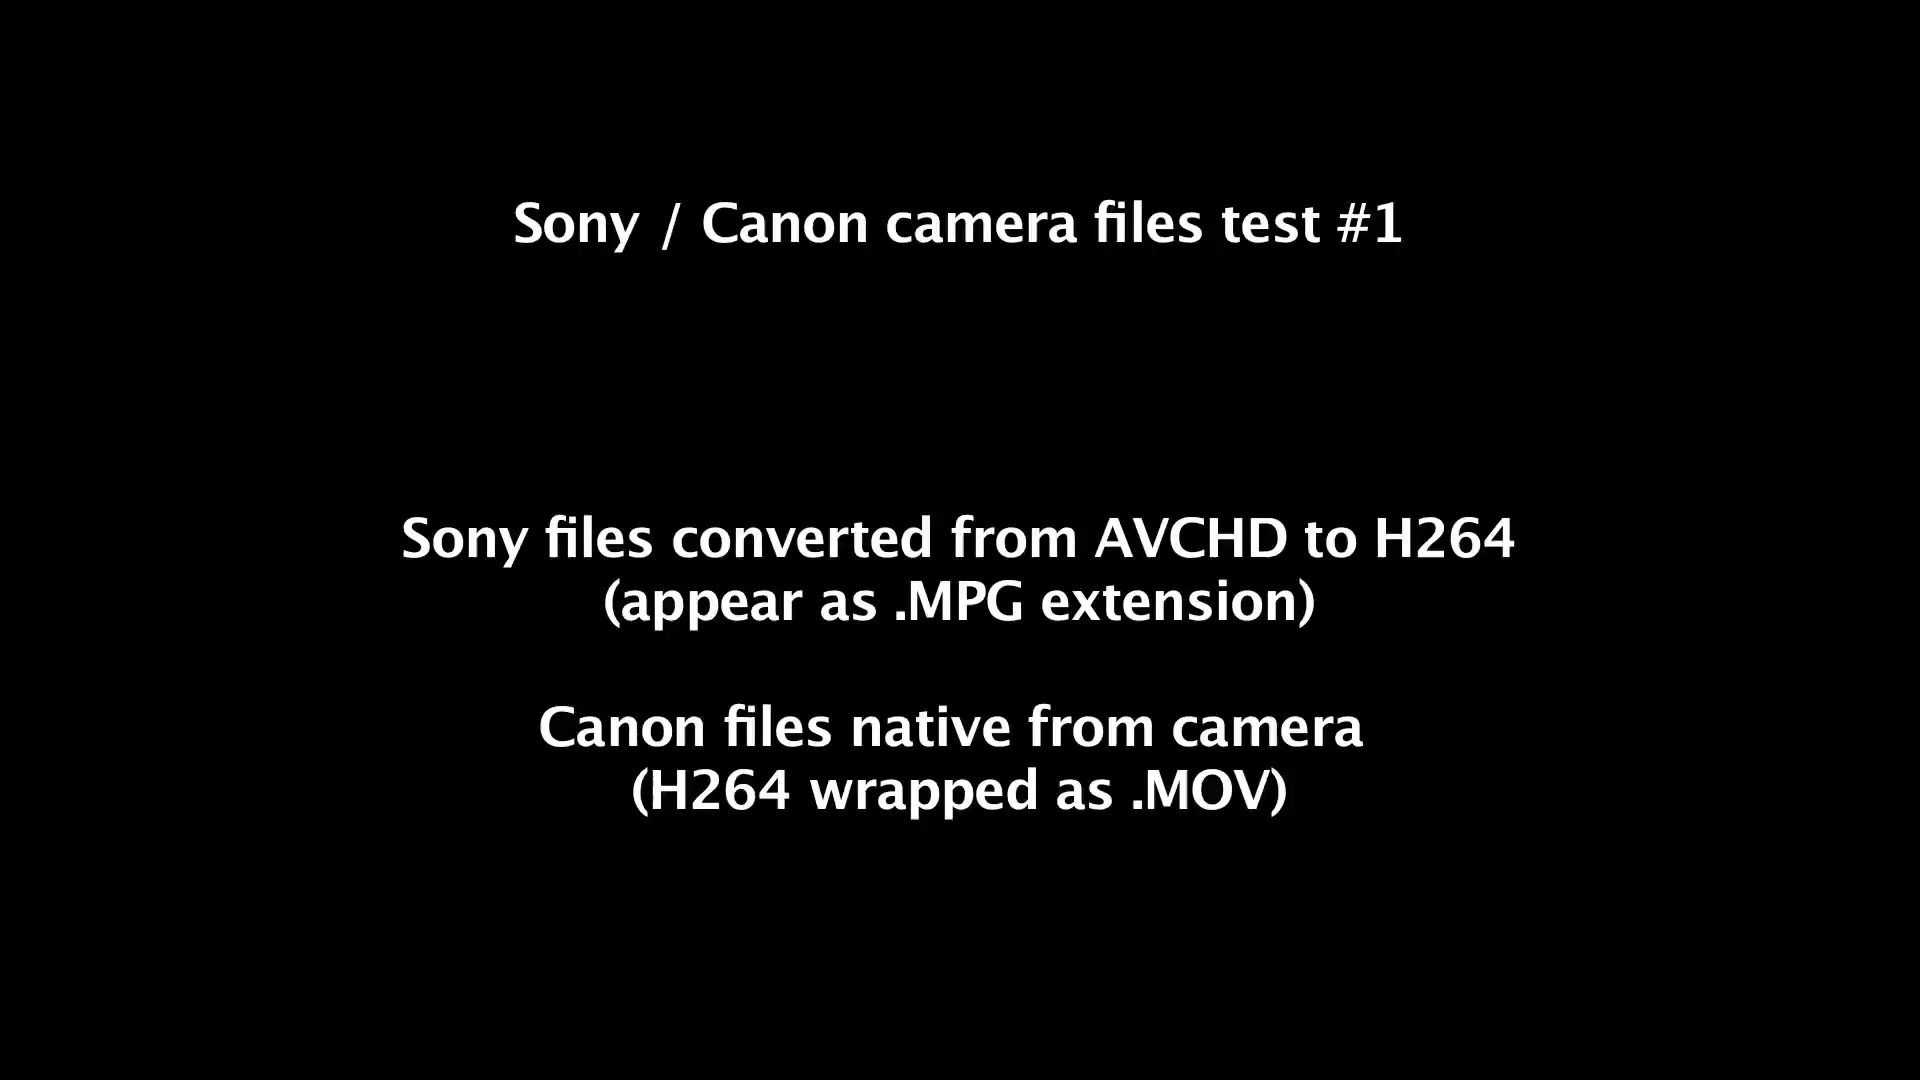 Sony / Canon camera files test #1
Sony files converted from AVCHD to H264
(appear as .MPG extension)
Canon files native from camera
(H264 wrapped as .MOV)